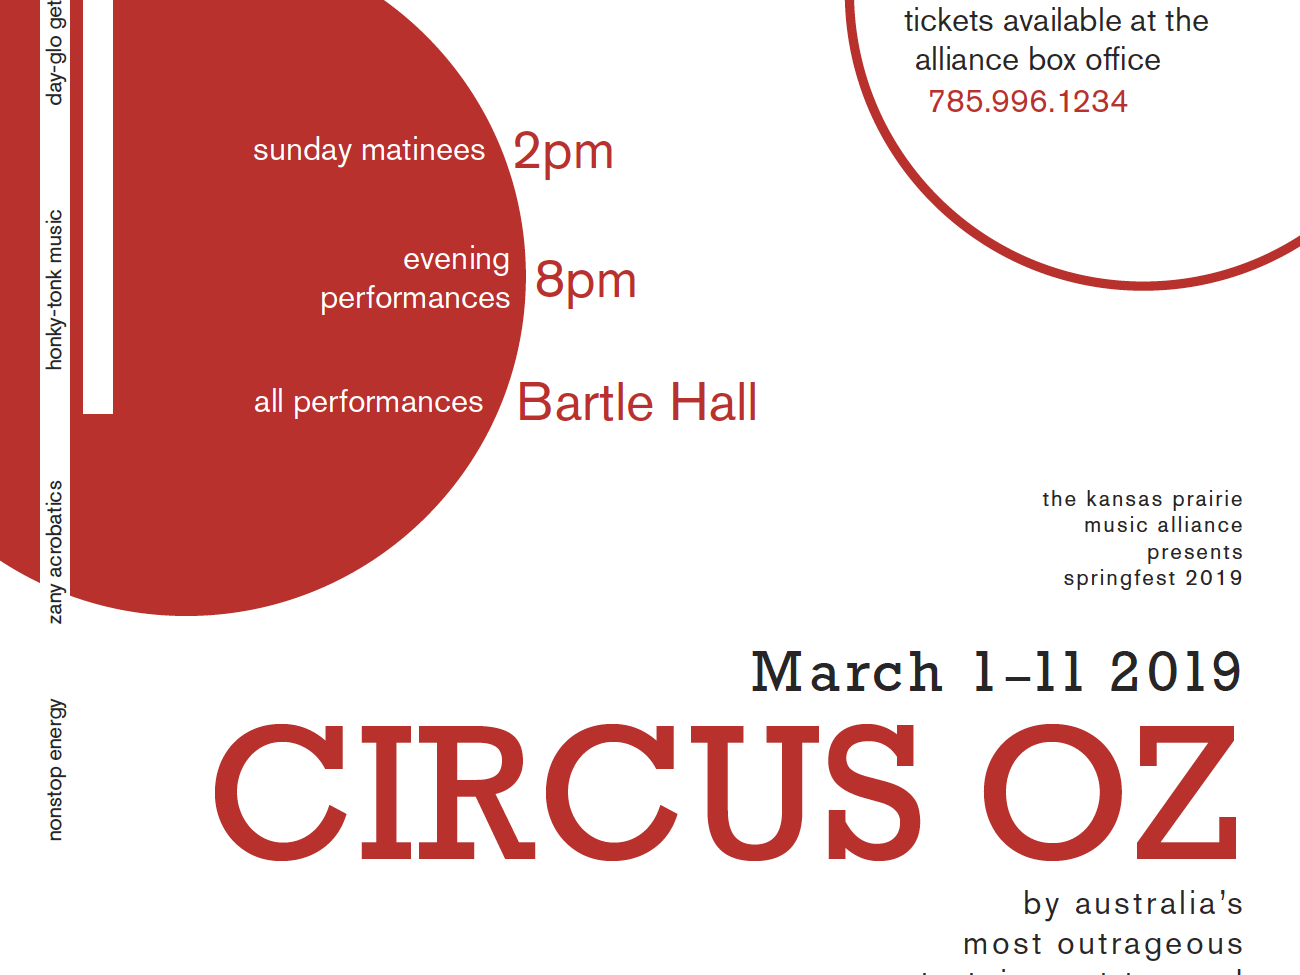 tickets available at the
alliance box office
785.996.1234
sunday matinees 2pm
evening
performances 8pm
all performances Bartle Hall
day-glo get
honky-tonk music
zany acrobatics
nonstop energy
the kansas prairie
music alliance
presents
springfest 2019
March 1–11 2019
CIRCUS OZ
by australia’s
most outrageous